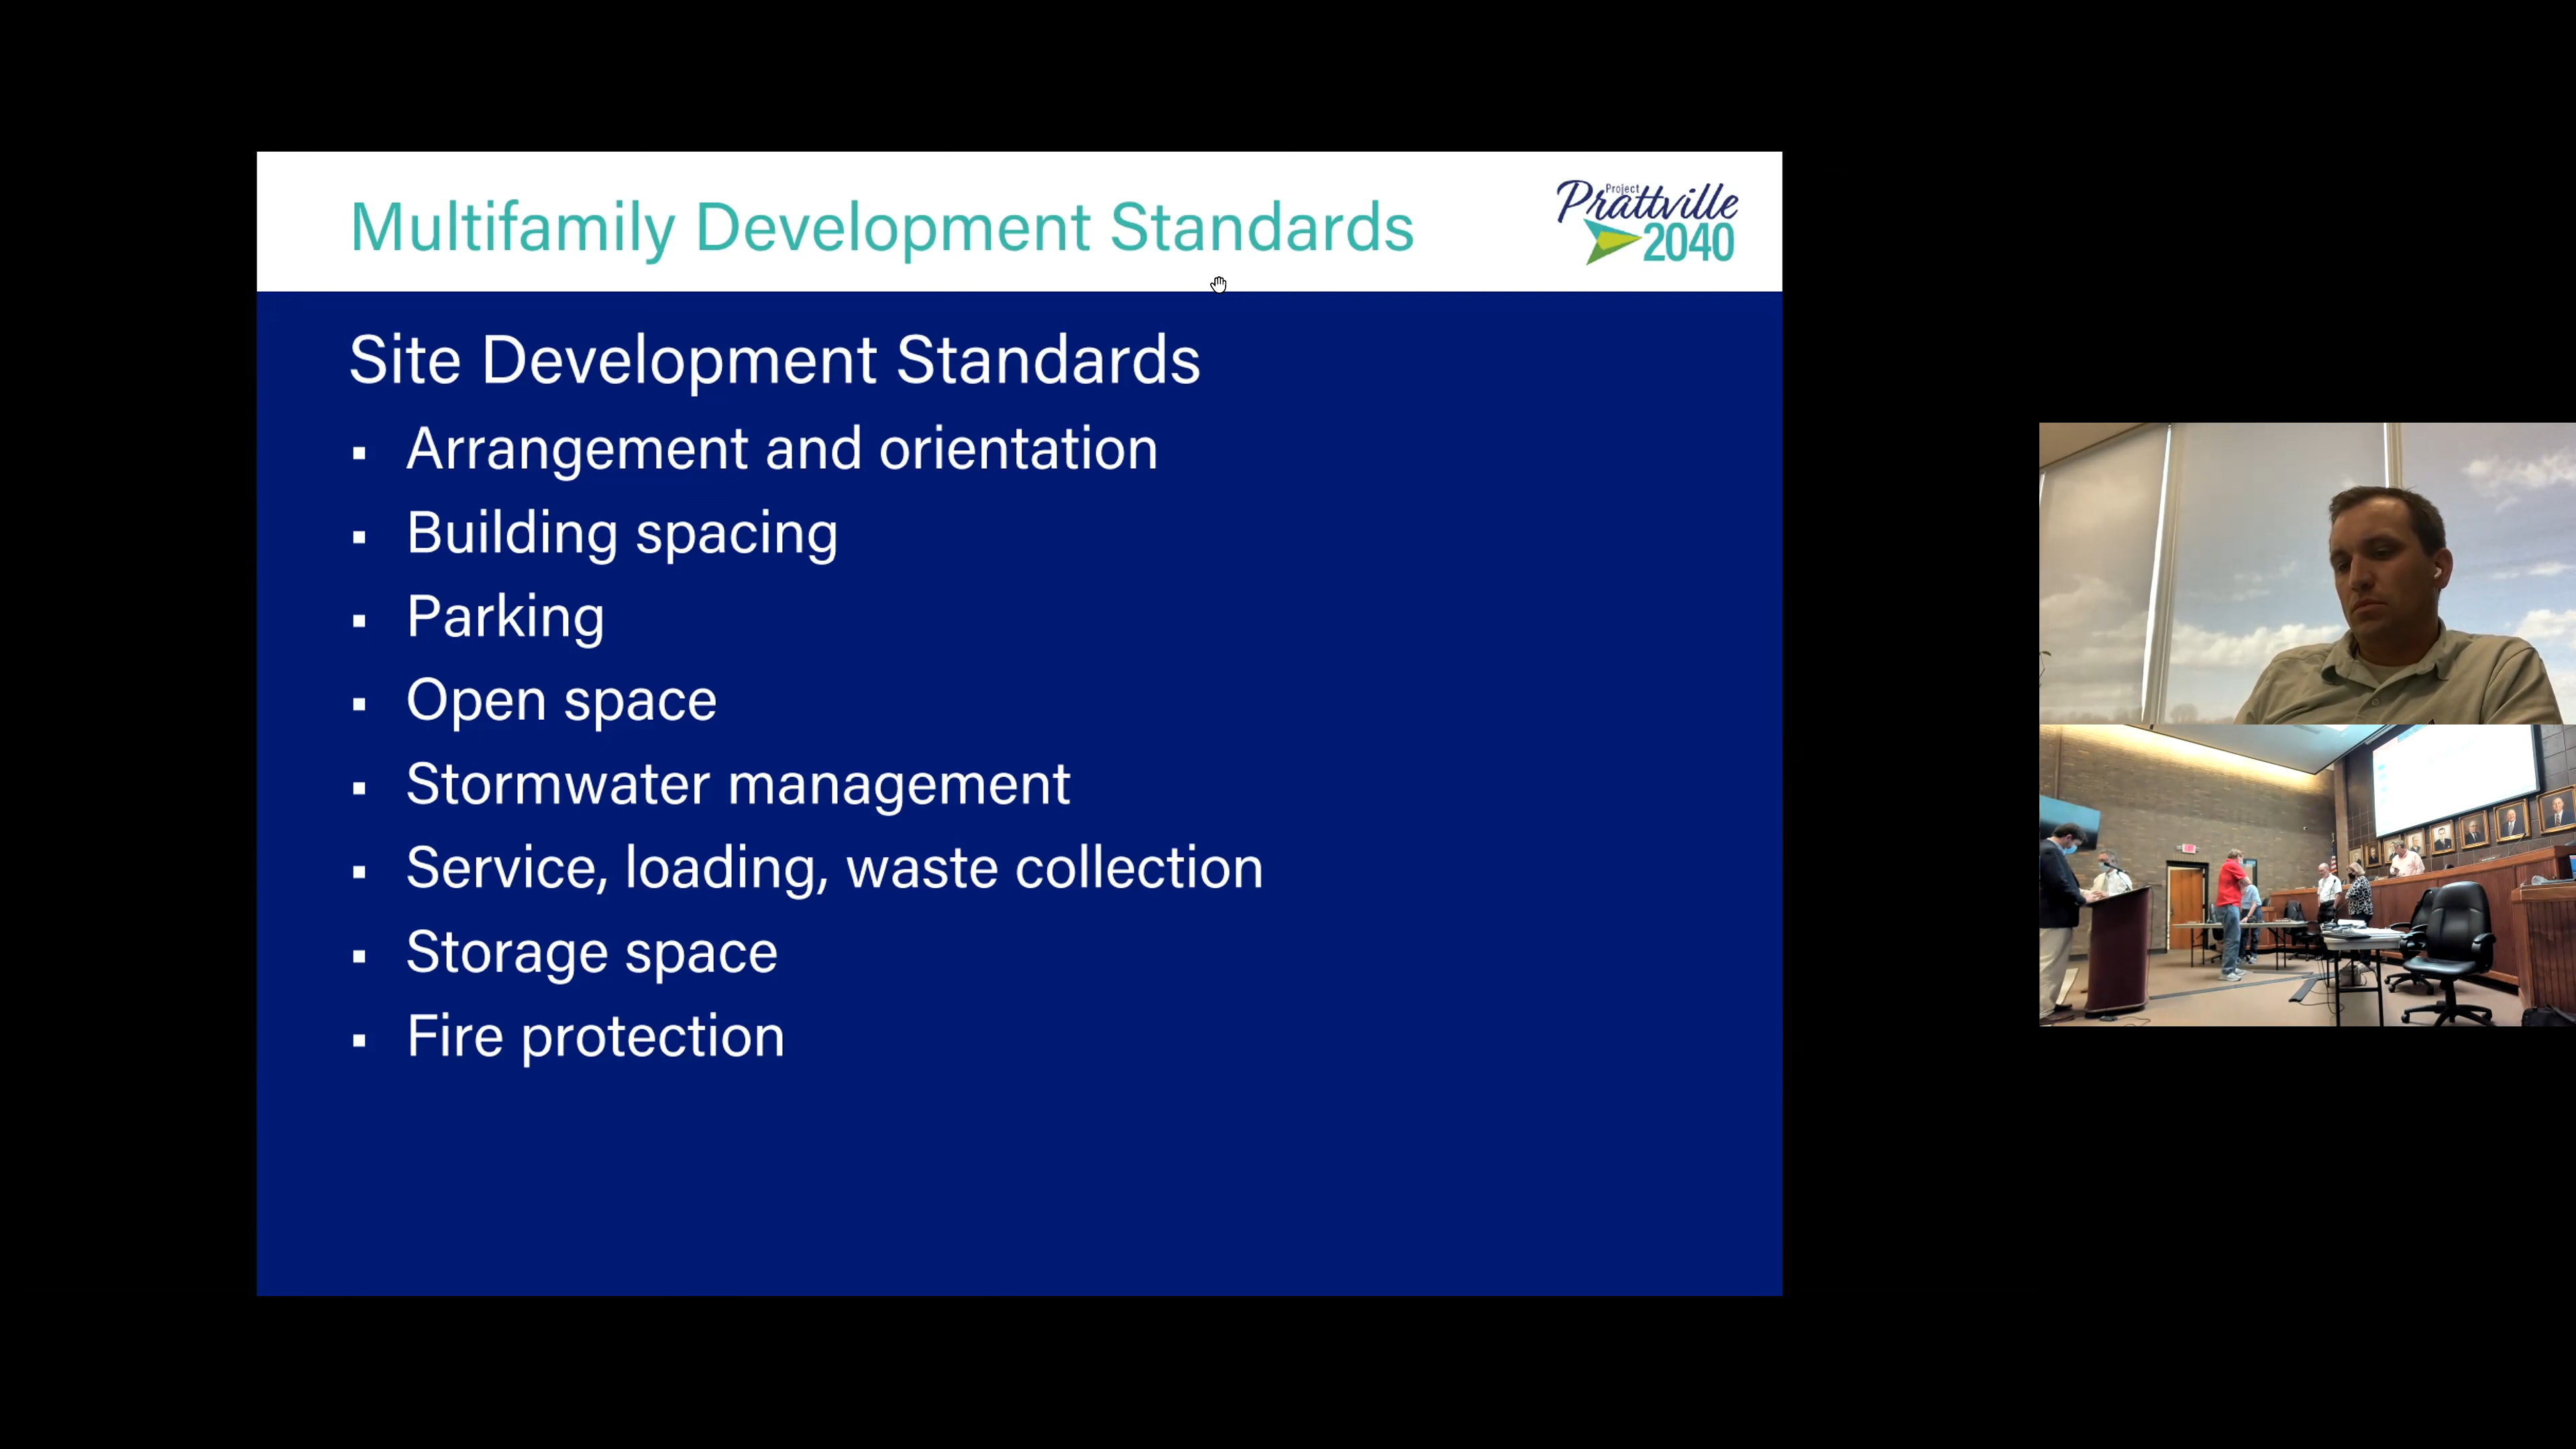 Multifamily Development Standards
Project
Prattville
2040
Site Development Standards
▪ Arrangement and orientation
▪ Building spacing
▪ Parking
▪ Open space
▪ Stormwater management
▪ Service, loading, waste collection
▪ Storage space
▪ Fire protection